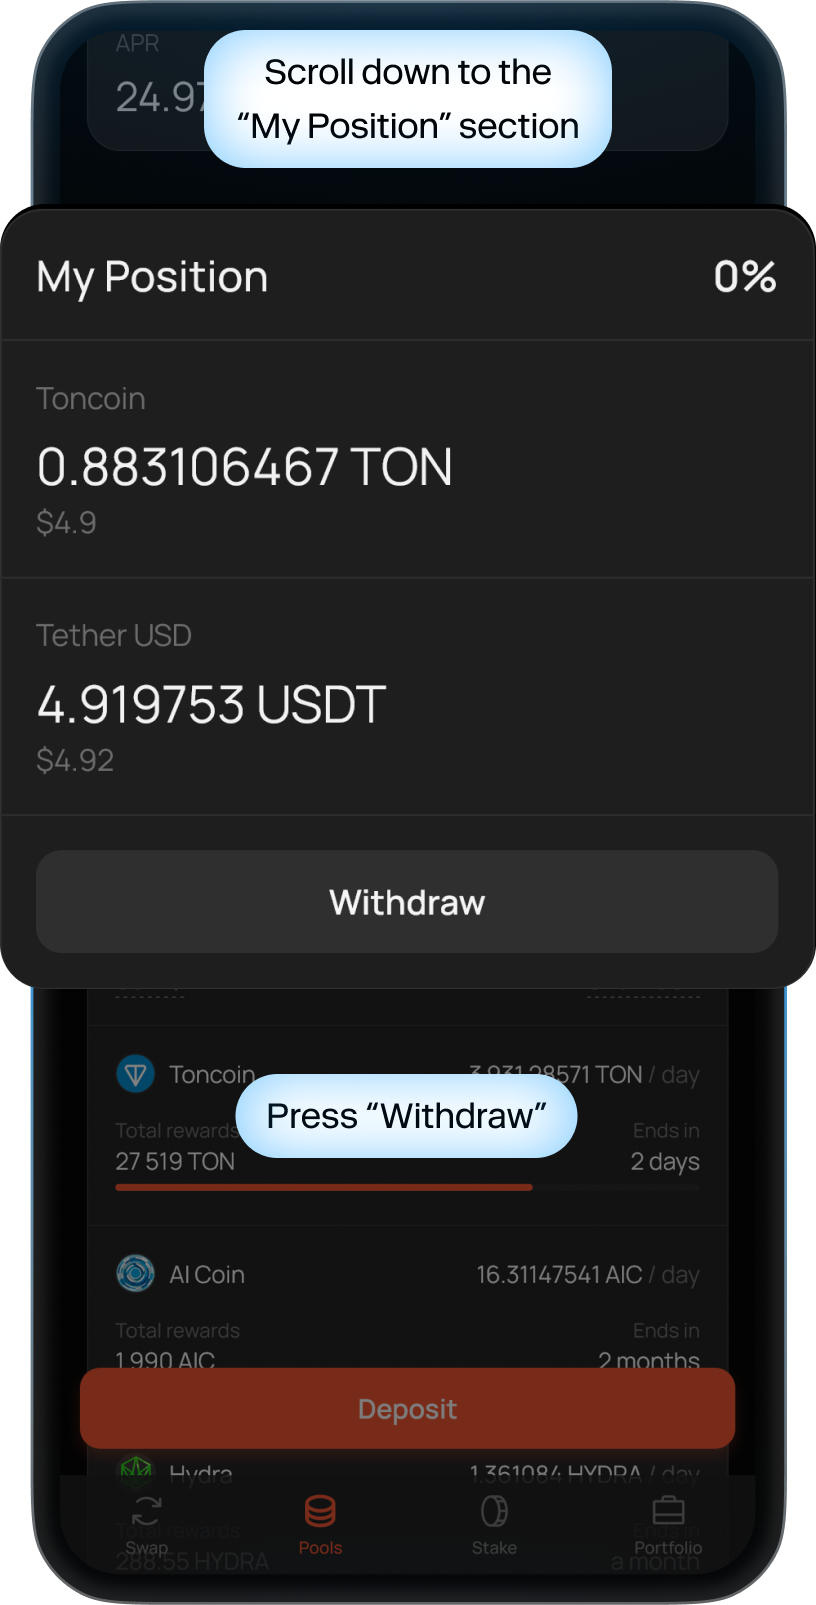 APR
24.97
Scroll down to the
“My Position” section
My Position 0%
Toncoin
0.883106467 TON
$4.9
Tether USD
4.919753 USDT
$4.92
Withdraw
Toncoin 3.93128571 TON / day
Press “Withdraw”
Total rewards Ends in
27 519 TON 2 days
AI Coin 16.31147541 AIC / day
Total rewards Ends in
1 990 AIC 2 months
Deposit
Hydra 1.361084 HYDRA / day
Total rewards Ends in
288.55 HYDRA a month
Swap Pools Stake Portfolio